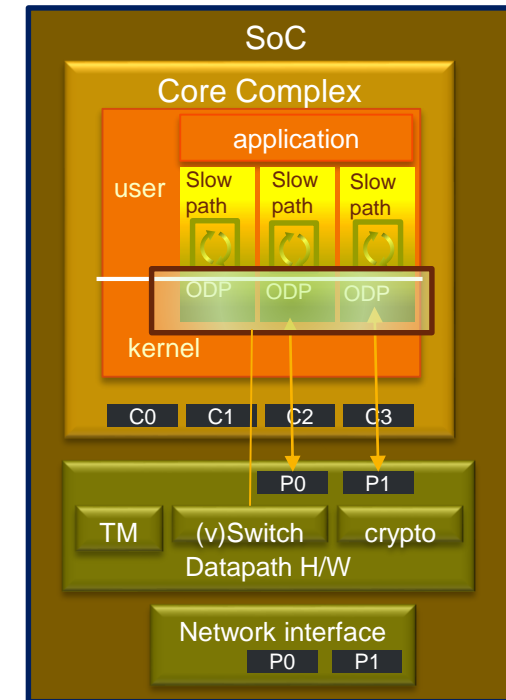 SoC
Core Complex
application
user
Slow path
Slow path
Slow path
ODP
ODP
ODP
kernel
C0
C1
C2
C3
P0
P1
TM
(v)Switch
crypto
Datapath H/W
Network interface
P0
P1